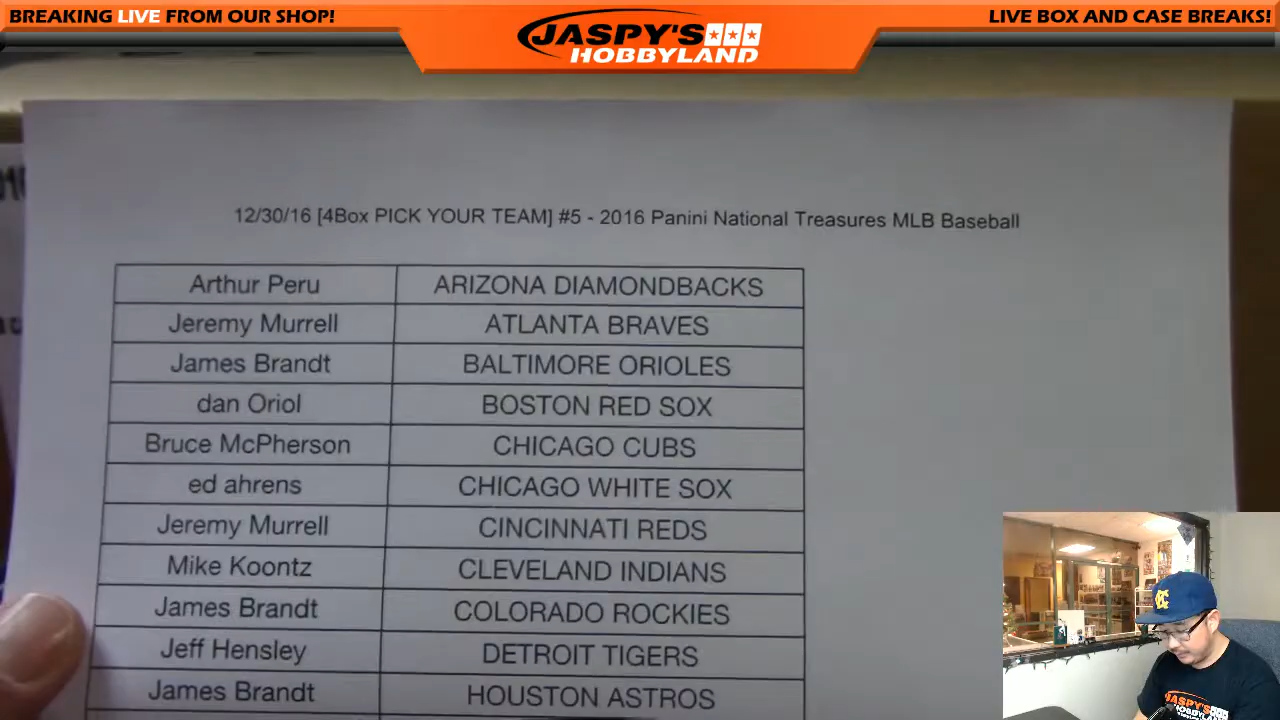 BREAKING LIVE FROM OUR SHOP!
JASPY'S
HOBBYLAND
LIVE BOX AND CASE BREAKS!
12/30/16 [4Box PICK YOUR TEAM] #5 - 2016 Panini National Treasures MLB Baseball
Arthur Peru ARIZONA DIAMONDBACKS
Jeremy Murrell ATLANTA BRAVES
James Brandt BALTIMORE ORIOLES
dan Oriol BOSTON RED SOX
Bruce McPherson CHICAGO CUBS
ed ahrens CHICAGO WHITE SOX
Jeremy Murrell CINCINNATI REDS
Mike Koontz CLEVELAND INDIANS
James Brandt COLORADO ROCKIES
Jeff Hensley DETROIT TIGERS
James Brandt HOUSTON ASTROS
JASPY'S
HOBBYLAND